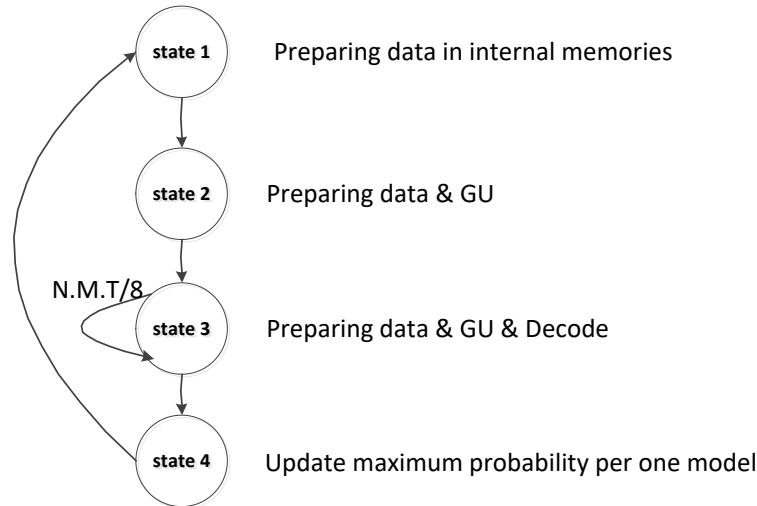 state 1 Preparing data in internal memories
state 2 Preparing data & GU
N.M.T/8
state 3 Preparing data & GU & Decode
state 4 Update maximum probability per one model